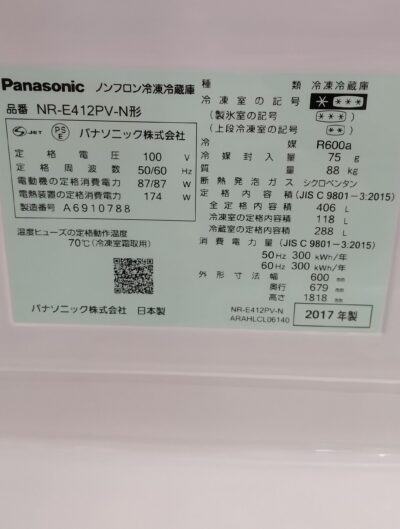 Panasonic ノンフロン冷凍冷蔵庫
品番 NR-E412PV-N形
S JET PSE パナソニック株式会社
定格電圧 100 V
定格周波数 50/60 Hz
電動機の定格消費電力 87/87 W
電熱装置の定格消費電力 174 W
製造番号 A6910788
温度ヒューズの定格動作温度
70℃(冷凍室霜取用)
パナソニック株式会社 日本製
種類 冷凍冷蔵庫
冷凍室の記号 * ***
(製氷室の記号) ***
(上段冷凍室の記号) **
冷媒 R600a
冷媒封入量 75 g
質量 88 kg
断熱発泡ガス シクロペンタン
定格内容積 (JIS C 9801-3:2015)
全定格内容積 406 L
冷凍室の定格内容積 118 L
冷蔵室の定格内容積 288 L
消費電力量 (JIS C 9801-3:2015)
50Hz 300 kWh/年
60Hz 300 kWh/年
外形寸法 幅 600 mm
奥行 679 mm
高さ 1818 mm
NR-E412PV-N
ARAHLCL06140
2017 年製